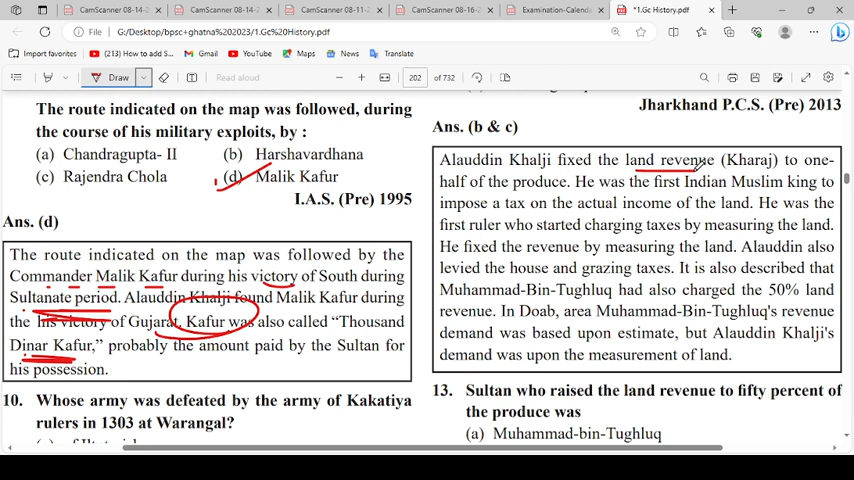 CamScanner 08-14-2
CamScanner 08-14-2
CamScanner 08-11-2
CamScanner 08-16-2
Examination-Calend
*1.Gc History.pdf
File
G:/Desktop/bpsc+ghatna%202023/1.Gc%20History.pdf
Import favorites
(213) How to add S...
Gmail
YouTube
Maps
News
Translate
Draw
Read aloud
202
of 732
The route indicated on the map was followed, during
the course of his military exploits, by :
(a) Chandragupta- II (b) Harshavardhana
(c) Rajendra Chola (d) Malik Kafur
I.A.S. (Pre) 1995
Ans. (d)
The route indicated on the map was followed by the
Commander Malik Kafur during his victory of South during
Sultanate period. Alauddin Khalji found Malik Kafur during
the his victory of Gujarat. Kafur was also called “Thousand
Dinar Kafur,” probably the amount paid by the Sultan for
his possession.
10. Whose army was defeated by the army of Kakatiya
rulers in 1303 at Warangal?
Jharkhand P.C.S. (Pre) 2013
Ans. (b & c)
Alauddin Khalji fixed the land revenue (Kharaj) to one-
half of the produce. He was the first Indian Muslim king to
impose a tax on the actual income of the land. He was the
first ruler who started charging taxes by measuring the land.
He fixed the revenue by measuring the land. Alauddin also
levied the house and grazing taxes. It is also described that
Muhammad-Bin-Tughluq had also charged the 50% land
revenue. In Doab, area Muhammad-Bin-Tughluq's revenue
demand was based upon estimate, but Alauddin Khalji's
demand was upon the measurement of land.
13. Sultan who raised the land revenue to fifty percent of
the produce was
(a) Muhammad-bin-Tughluq